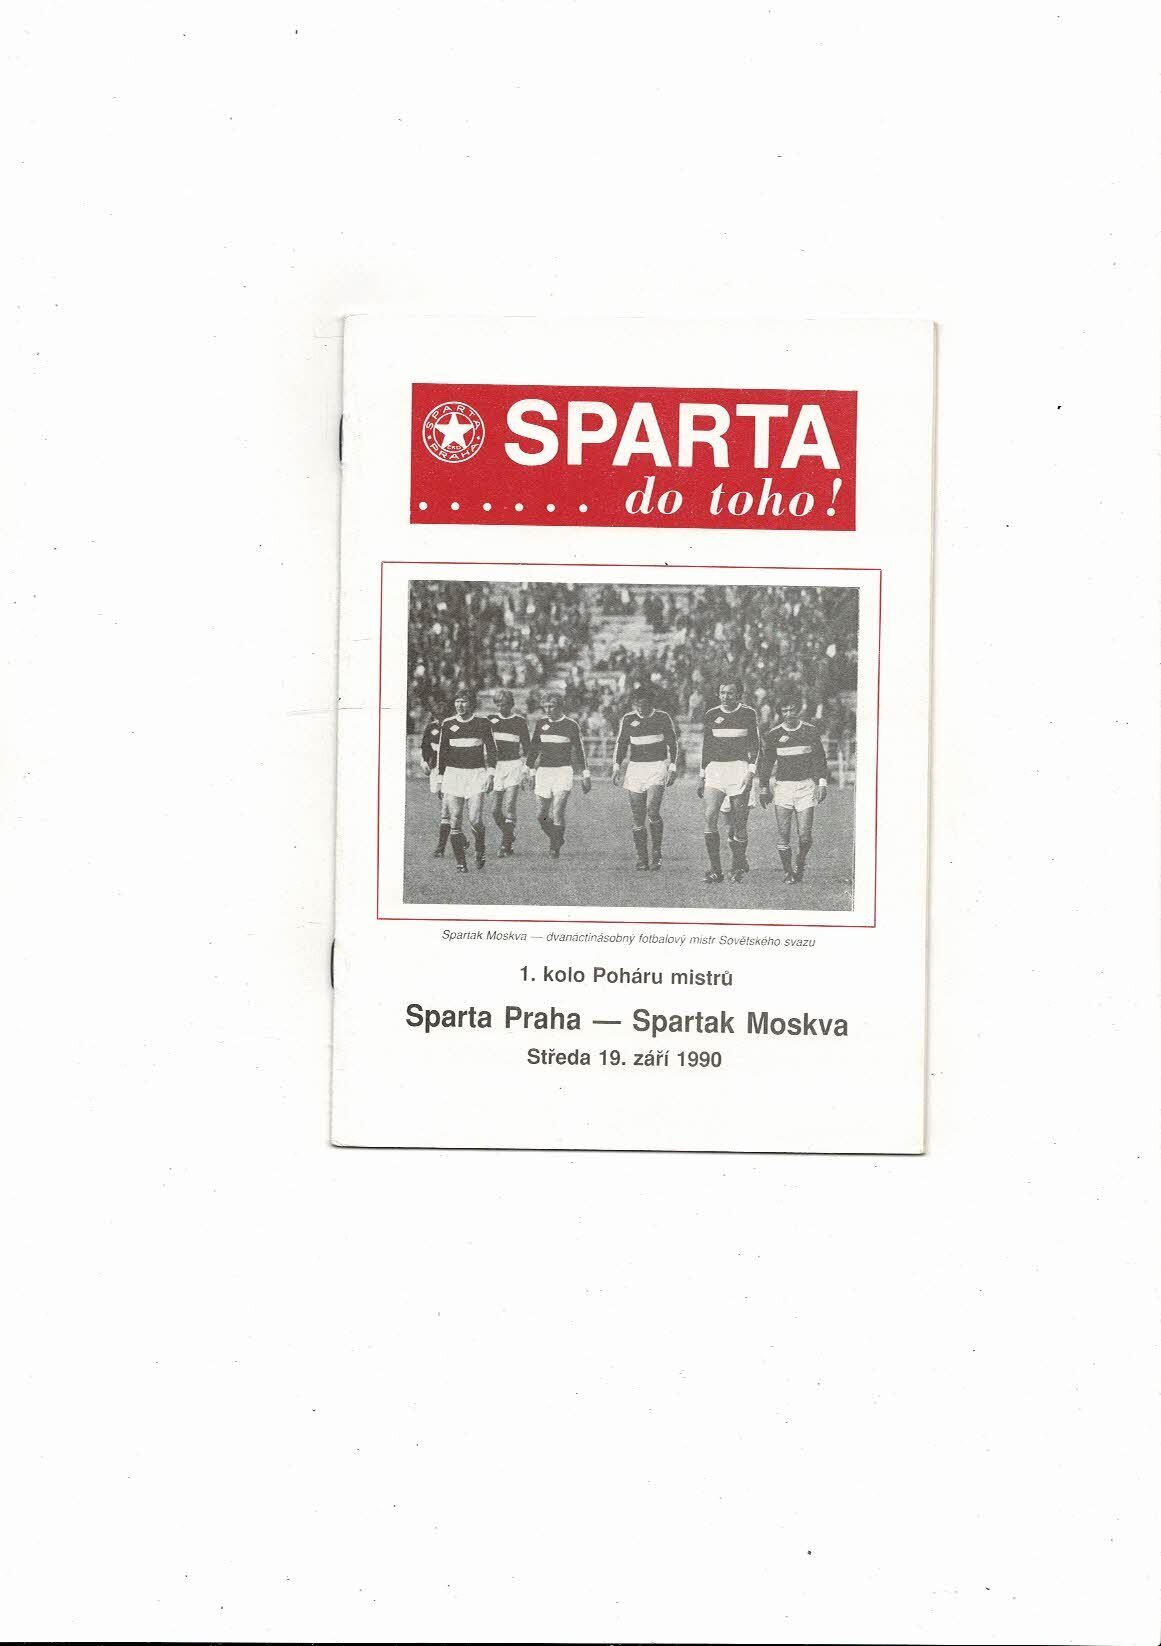 SPARTA PRAHA
ČKD
SPARTA
...... do toho!
Spartak Moskva — dvanáctinásobný fotbalový mistr Sovětského svazu
1. kolo Poháru mistrů
Sparta Praha — Spartak Moskva
Středa 19. září 1990